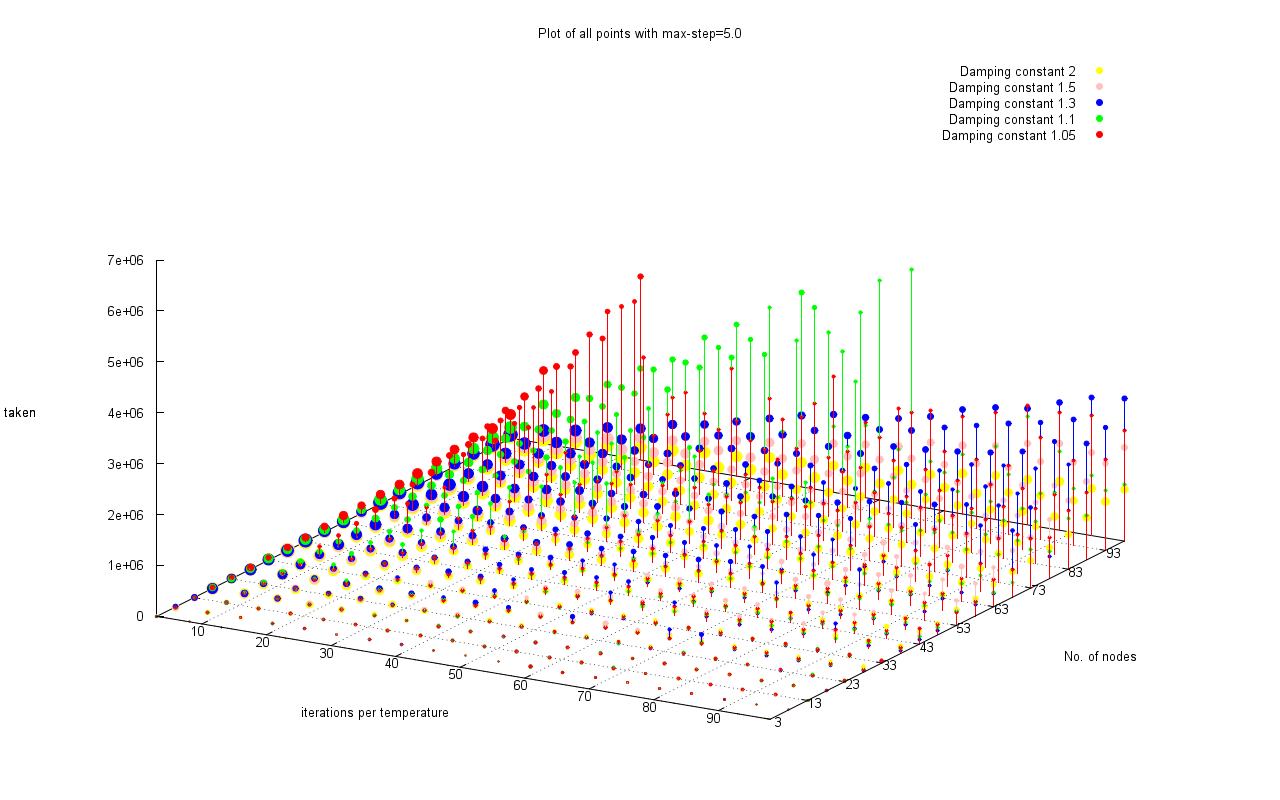 Plot of all points with max-step=5.0
Damping constant 2
Damping constant 1.5
Damping constant 1.3
Damping constant 1.1
Damping constant 1.05
7e+06
6e+06
5e+06
4e+06
taken
3e+06
2e+06
1e+06
0
10
20
30
40
50
60
70
80
90
iterations per temperature
3
13
23
33
43
53
63
73
83
93
No. of nodes